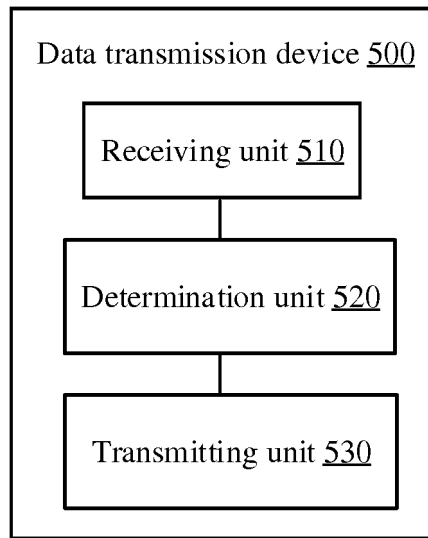 Data transmission device 500
Receiving unit 510
Determination unit 520
Transmitting unit 530